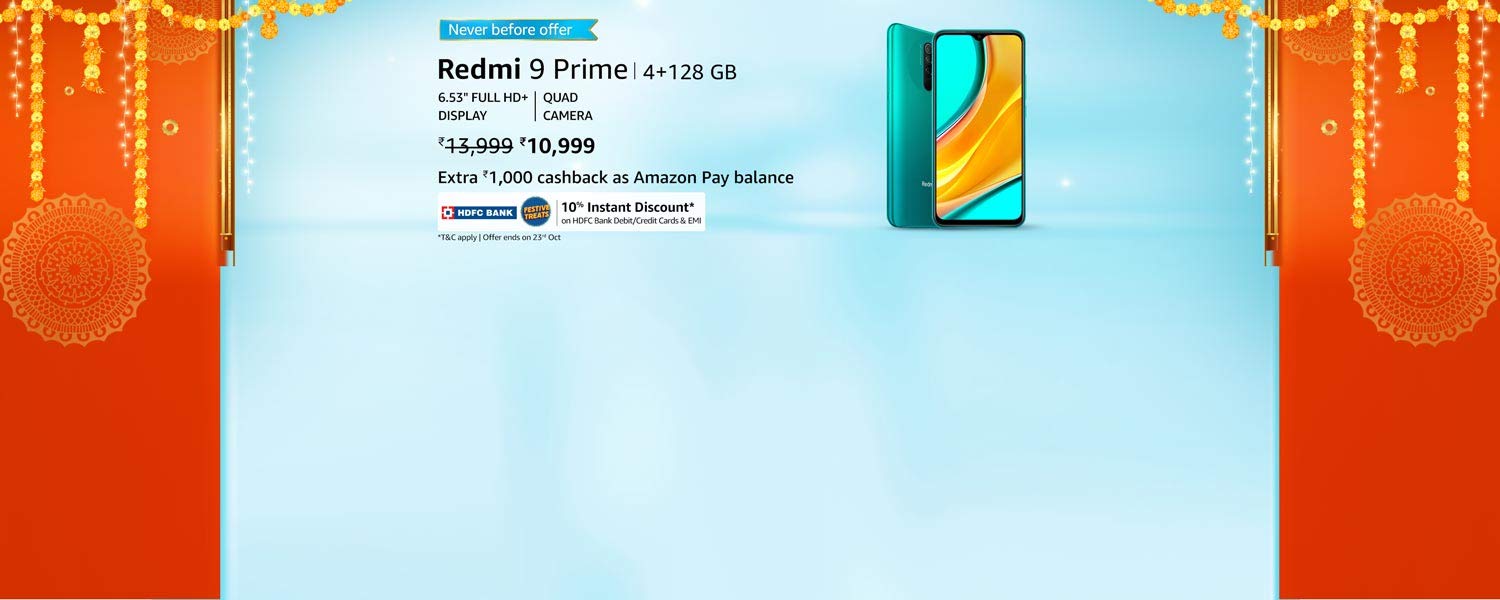 Never before offer
Redmi 9 Prime | 4+128 GB
6.53" FULL HD+ DISPLAY | QUAD CAMERA
₹13,999 ₹10,999
Extra ₹1,000 cashback as Amazon Pay balance
HDFC BANK FESTIVE TREATS 10% Instant Discount*
on HDFC Bank Debit/Credit Cards & EMI
*T&C apply | Offer ends on 23rd Oct
Redmi